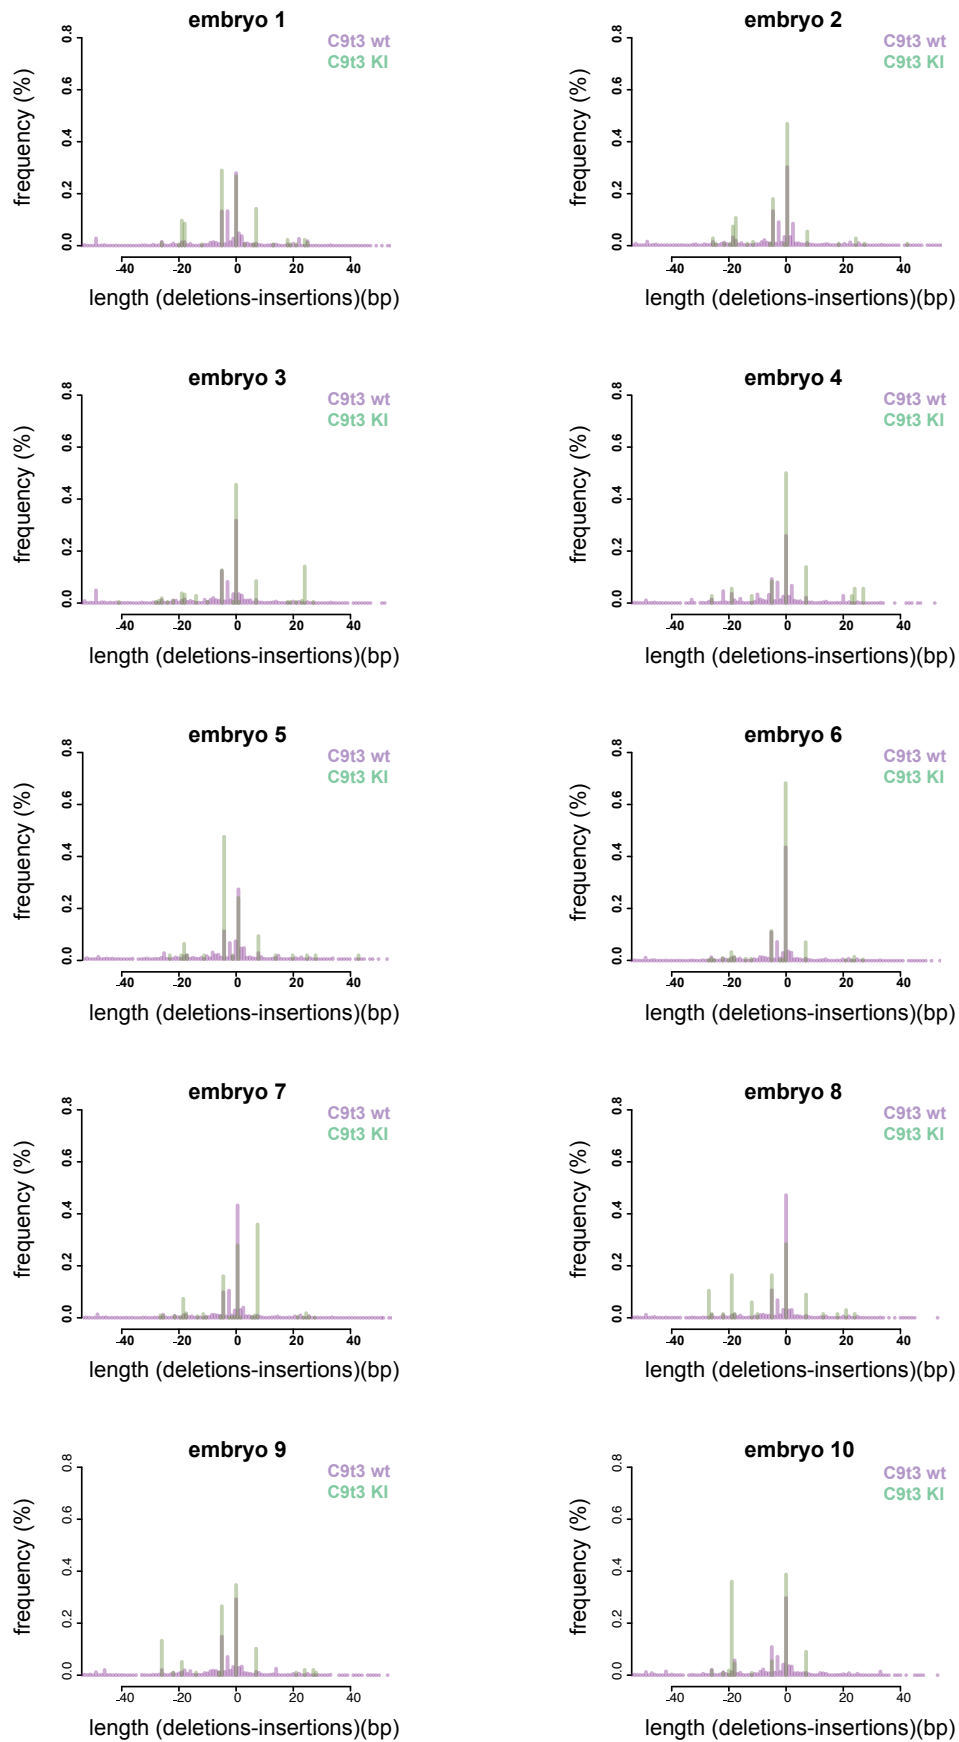 embryo 1
C9t3 wt
C9t3 KI
frequency (%)
0.0 0.2 0.4 0.6 0.8
-40 -20 0 20 40
length (deletions-insertions)(bp)
embryo 2
C9t3 wt
C9t3 KI
frequency (%)
0.0 0.2 0.4 0.6 0.8
-40 -20 0 20 40
length (deletions-insertions)(bp)
embryo 3
C9t3 wt
C9t3 KI
frequency (%)
0.0 0.2 0.4 0.6 0.8
-40 -20 0 20 40
length (deletions-insertions)(bp)
embryo 4
C9t3 wt
C9t3 KI
frequency (%)
0.0 0.2 0.4 0.6 0.8
-40 -20 0 20 40
length (deletions-insertions)(bp)
embryo 5
C9t3 wt
C9t3 KI
frequency (%)
0.0 0.2 0.4 0.6 0.8
-40 -20 0 20 40
length (deletions-insertions)(bp)
embryo 6
C9t3 wt
C9t3 KI
frequency (%)
0.0 0.2 0.4 0.6 0.8
-40 -20 0 20 40
length (deletions-insertions)(bp)
embryo 7
C9t3 wt
C9t3 KI
frequency (%)
0.0 0.2 0.4 0.6 0.8
-40 -20 0 20 40
length (deletions-insertions)(bp)
embryo 8
C9t3 wt
C9t3 KI
frequency (%)
0.0 0.2 0.4 0.6 0.8
-40 -20 0 20 40
length (deletions-insertions)(bp)
embryo 9
C9t3 wt
C9t3 KI
frequency (%)
0.0 0.2 0.4 0.6 0.8
-40 -20 0 20 40
length (deletions-insertions)(bp)
embryo 10
C9t3 wt
C9t3 KI
frequency (%)
0.0 0.2 0.4 0.6 0.8
-40 -20 0 20 40
length (deletions-insertions)(bp)